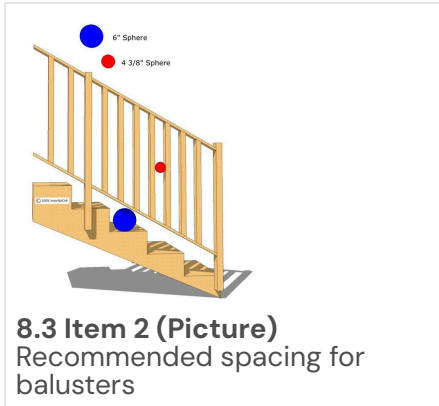 6" Sphere
4 3/8" Sphere
8.3 Item 2 (Picture)
Recommended spacing for
balusters